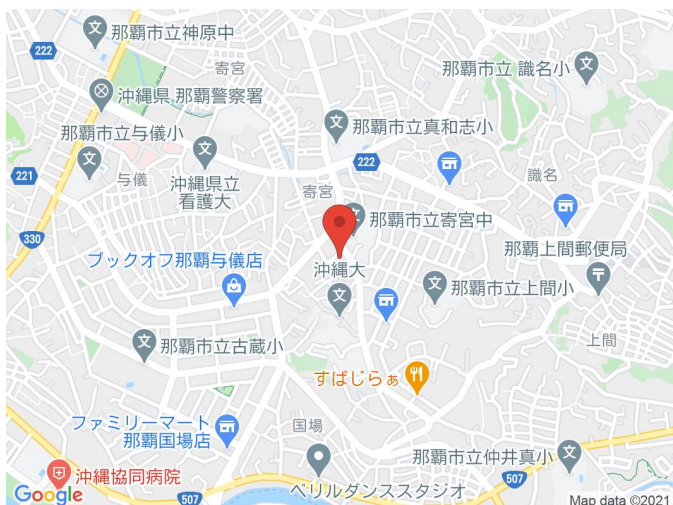 那覇市立神原中
222
寄宮
那覇市立 識名小
沖縄県 那覇警察署
那覇市立真和志小
那覇市立与儀小
222
221
与儀
沖縄県立
看護大
寄宮
識名
那覇市立寄宮中
330
ブックオフ那覇与儀店
沖縄大
那覇上間郵便局
那覇市立上間小
那覇市立古蔵小
上間
すばじらぁ
ファミリーマート
那覇国場店
国場
那覇市立仲井真小
沖縄協同病院
507
507
ベリルダンススタジオ
Google
Map data ©2021